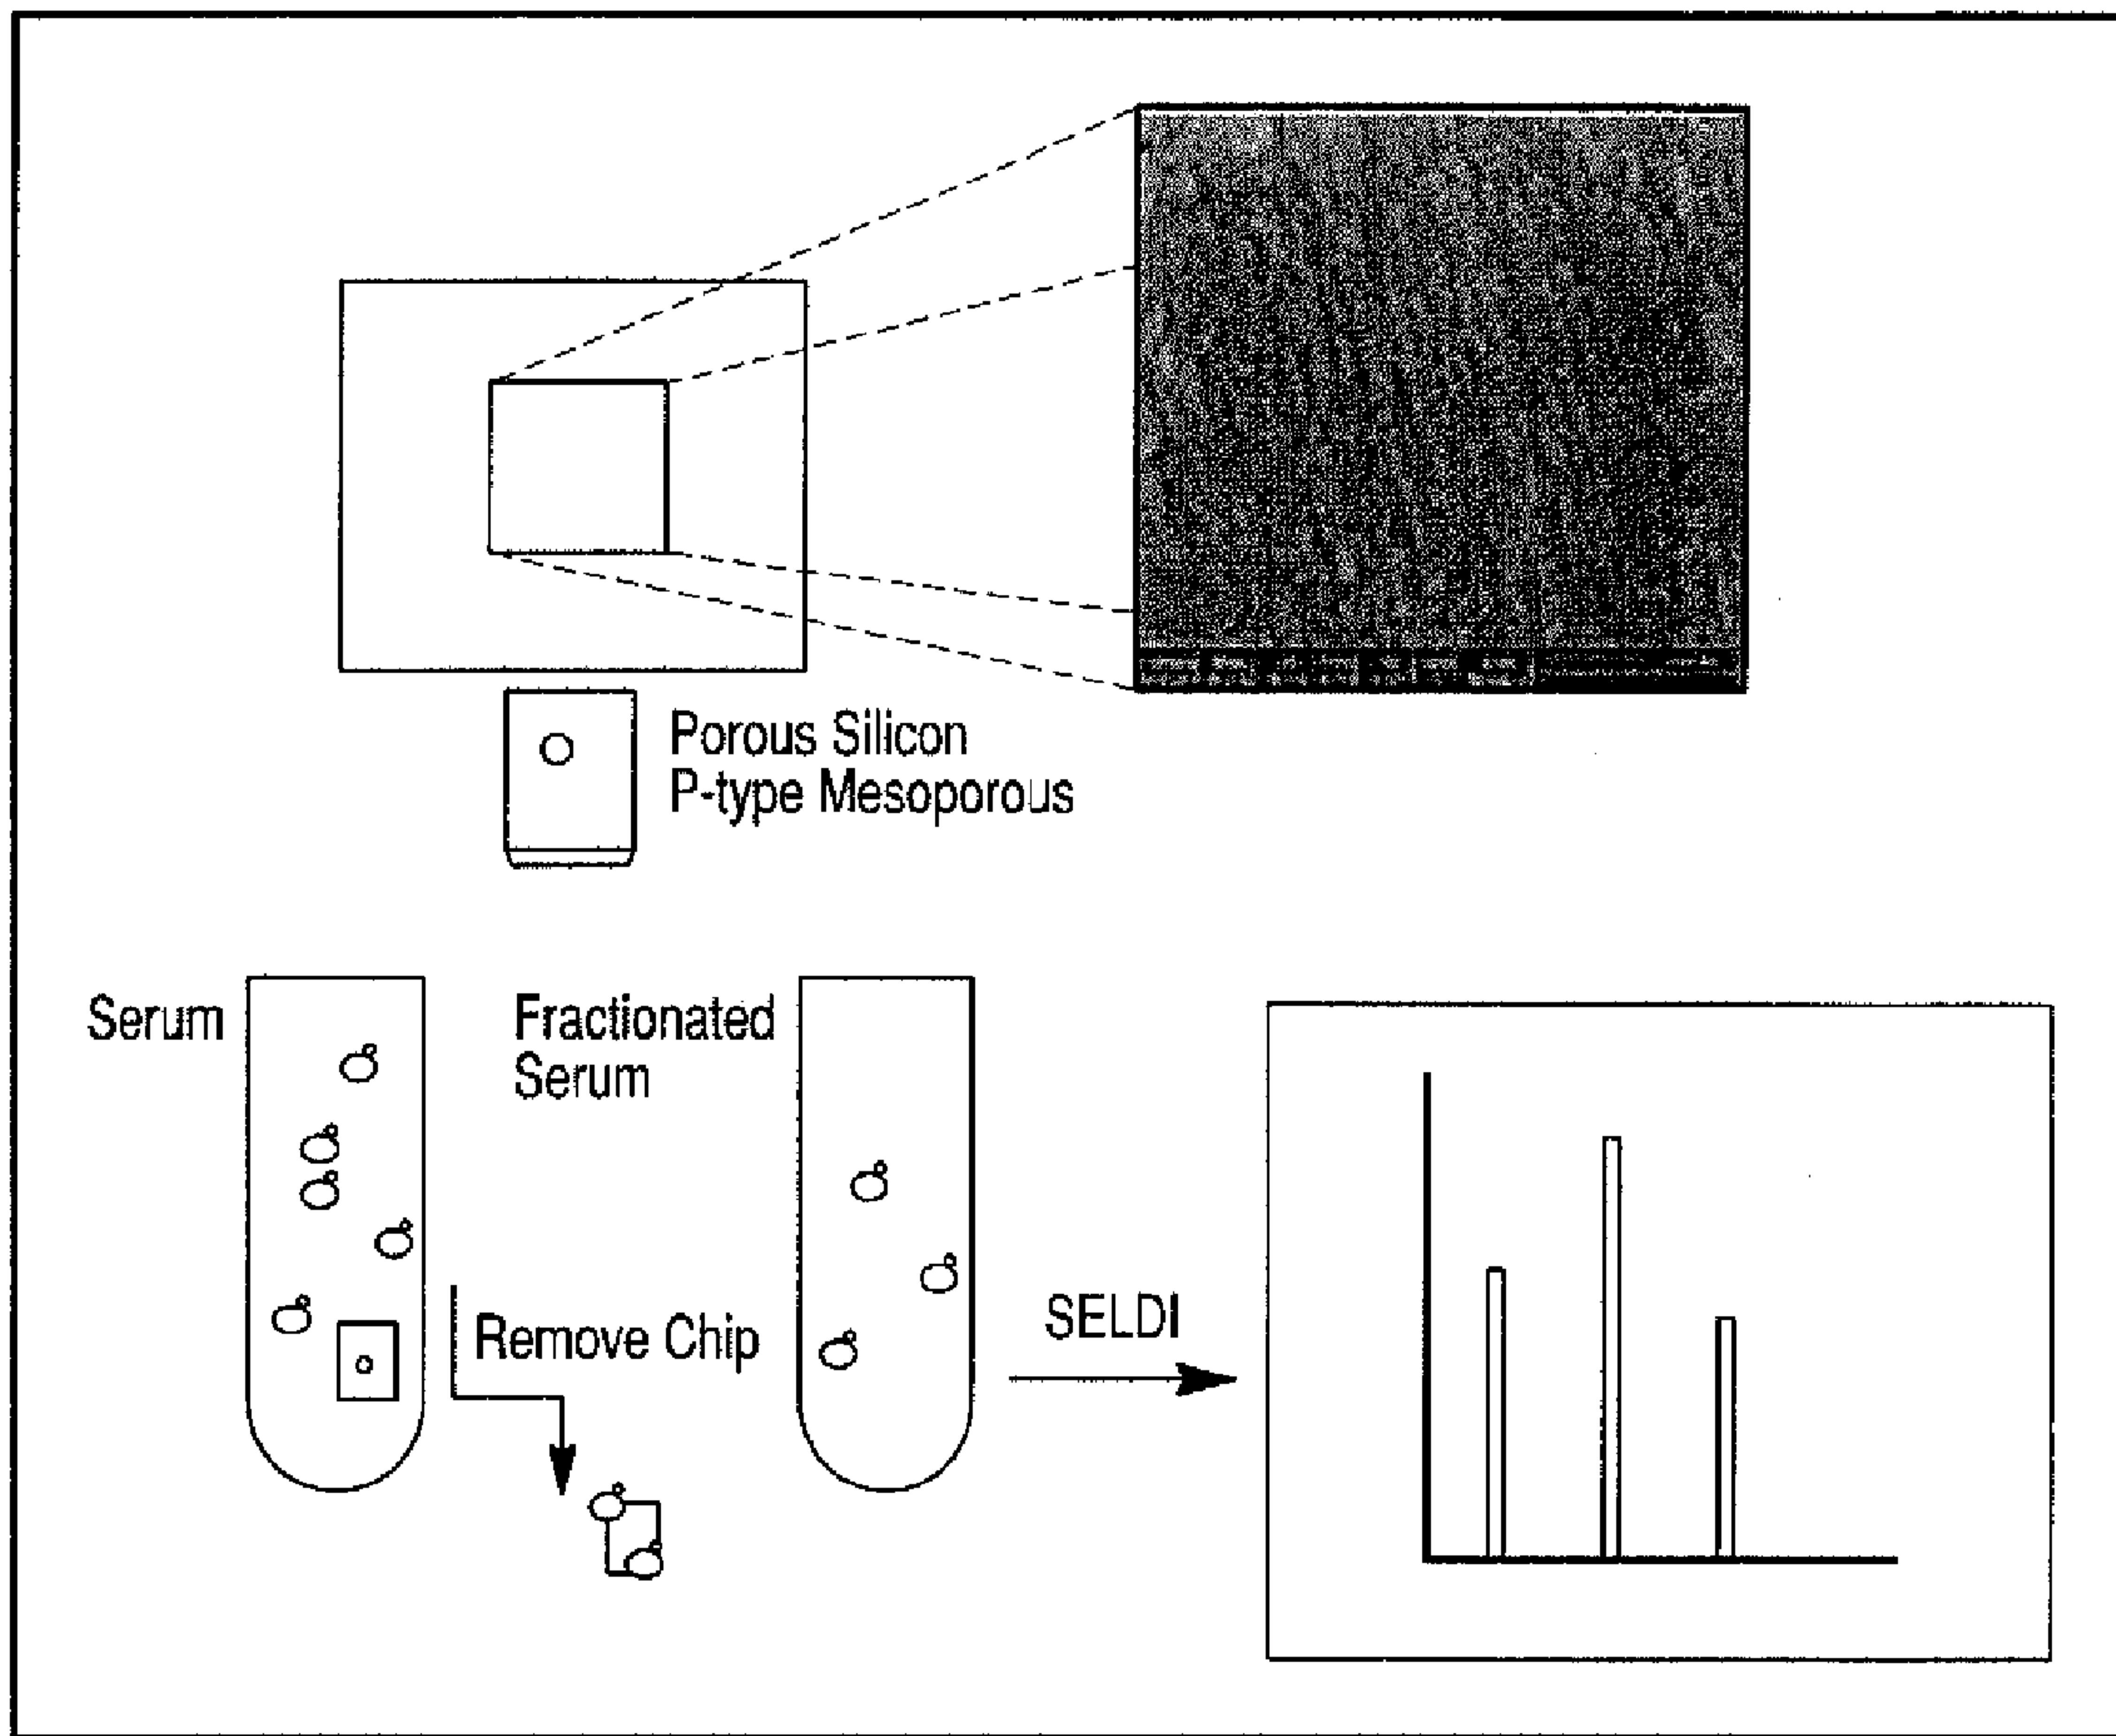 Porous Silicon
P-type Mesoporous
Serum
Fractionated
Serum
Remove Chip
SELDI